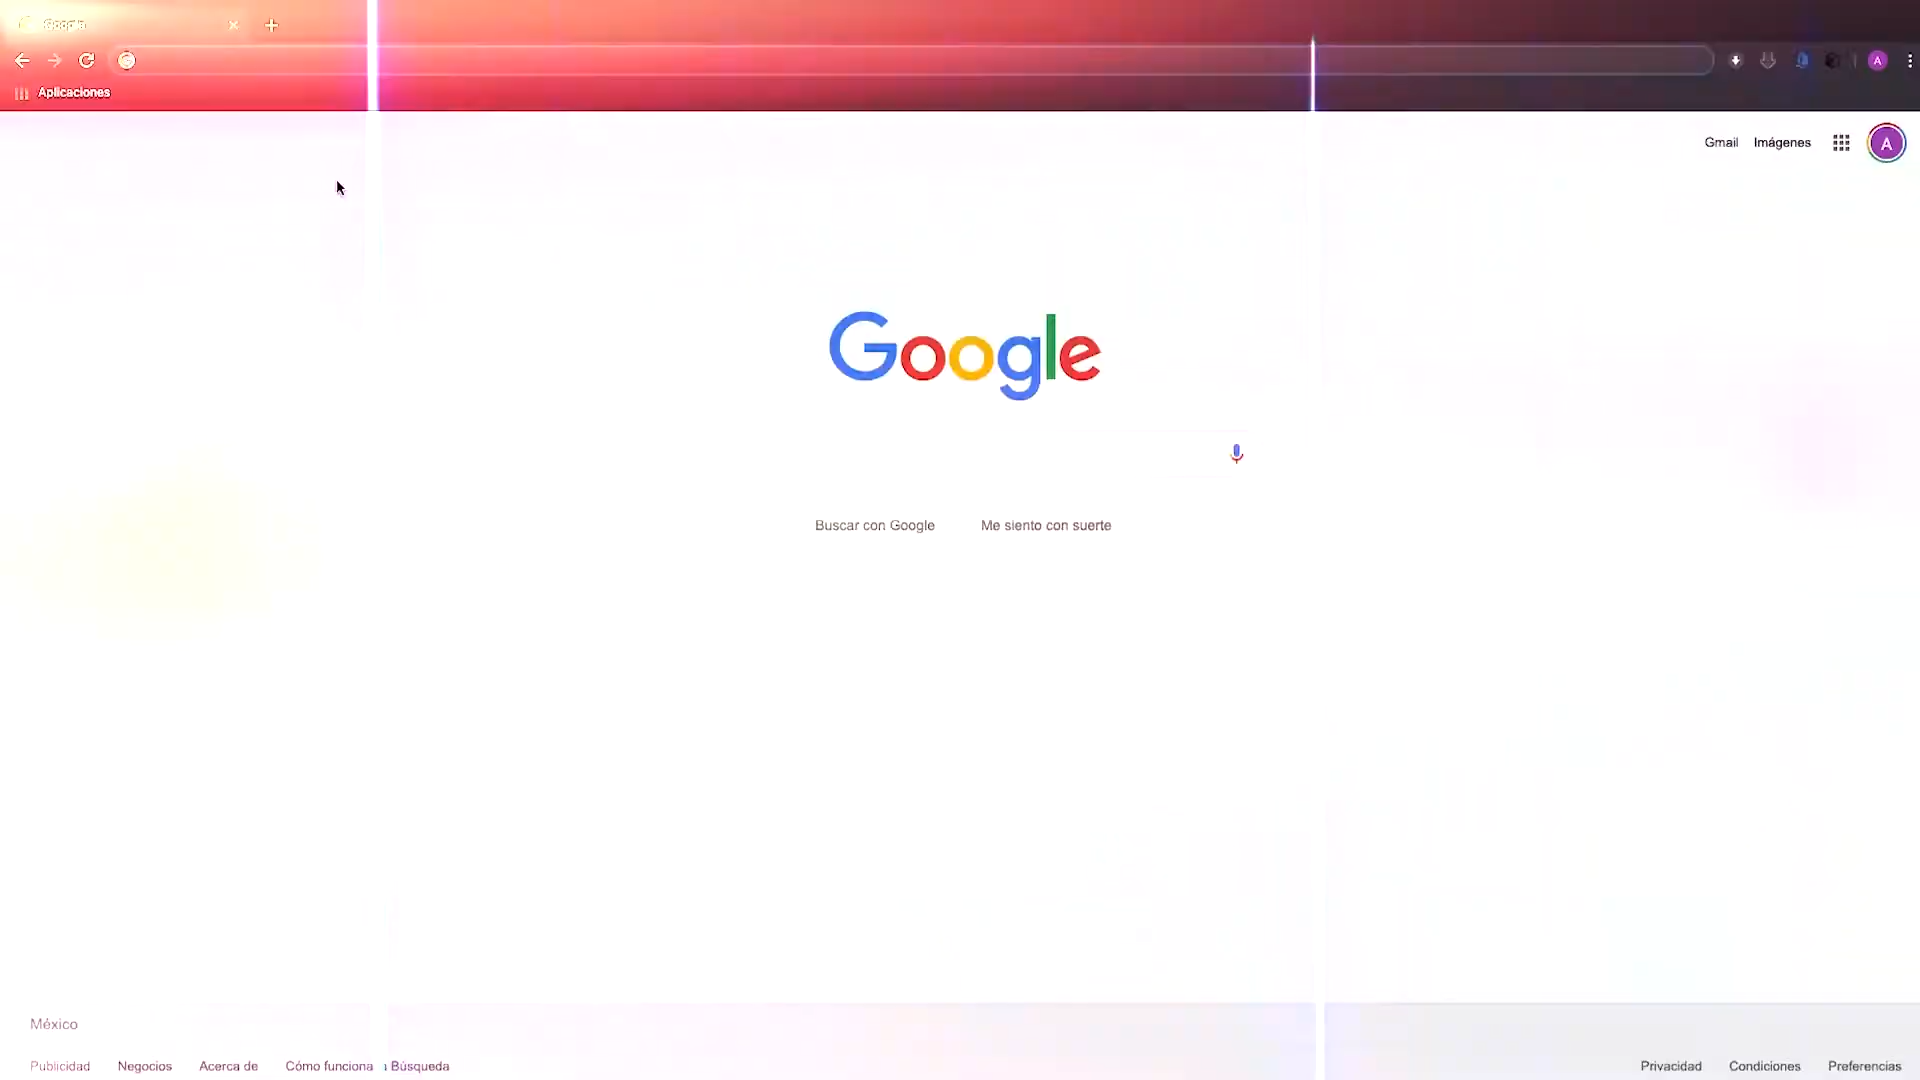 Google
Aplicaciones
A
Gmail
Imágenes
A
Google
Buscar con Google
Me siento con suerte
México
Publicidad
Negocios
Acerca de
Cómo funciona
Búsqueda
Privacidad
Condiciones
Preferencias